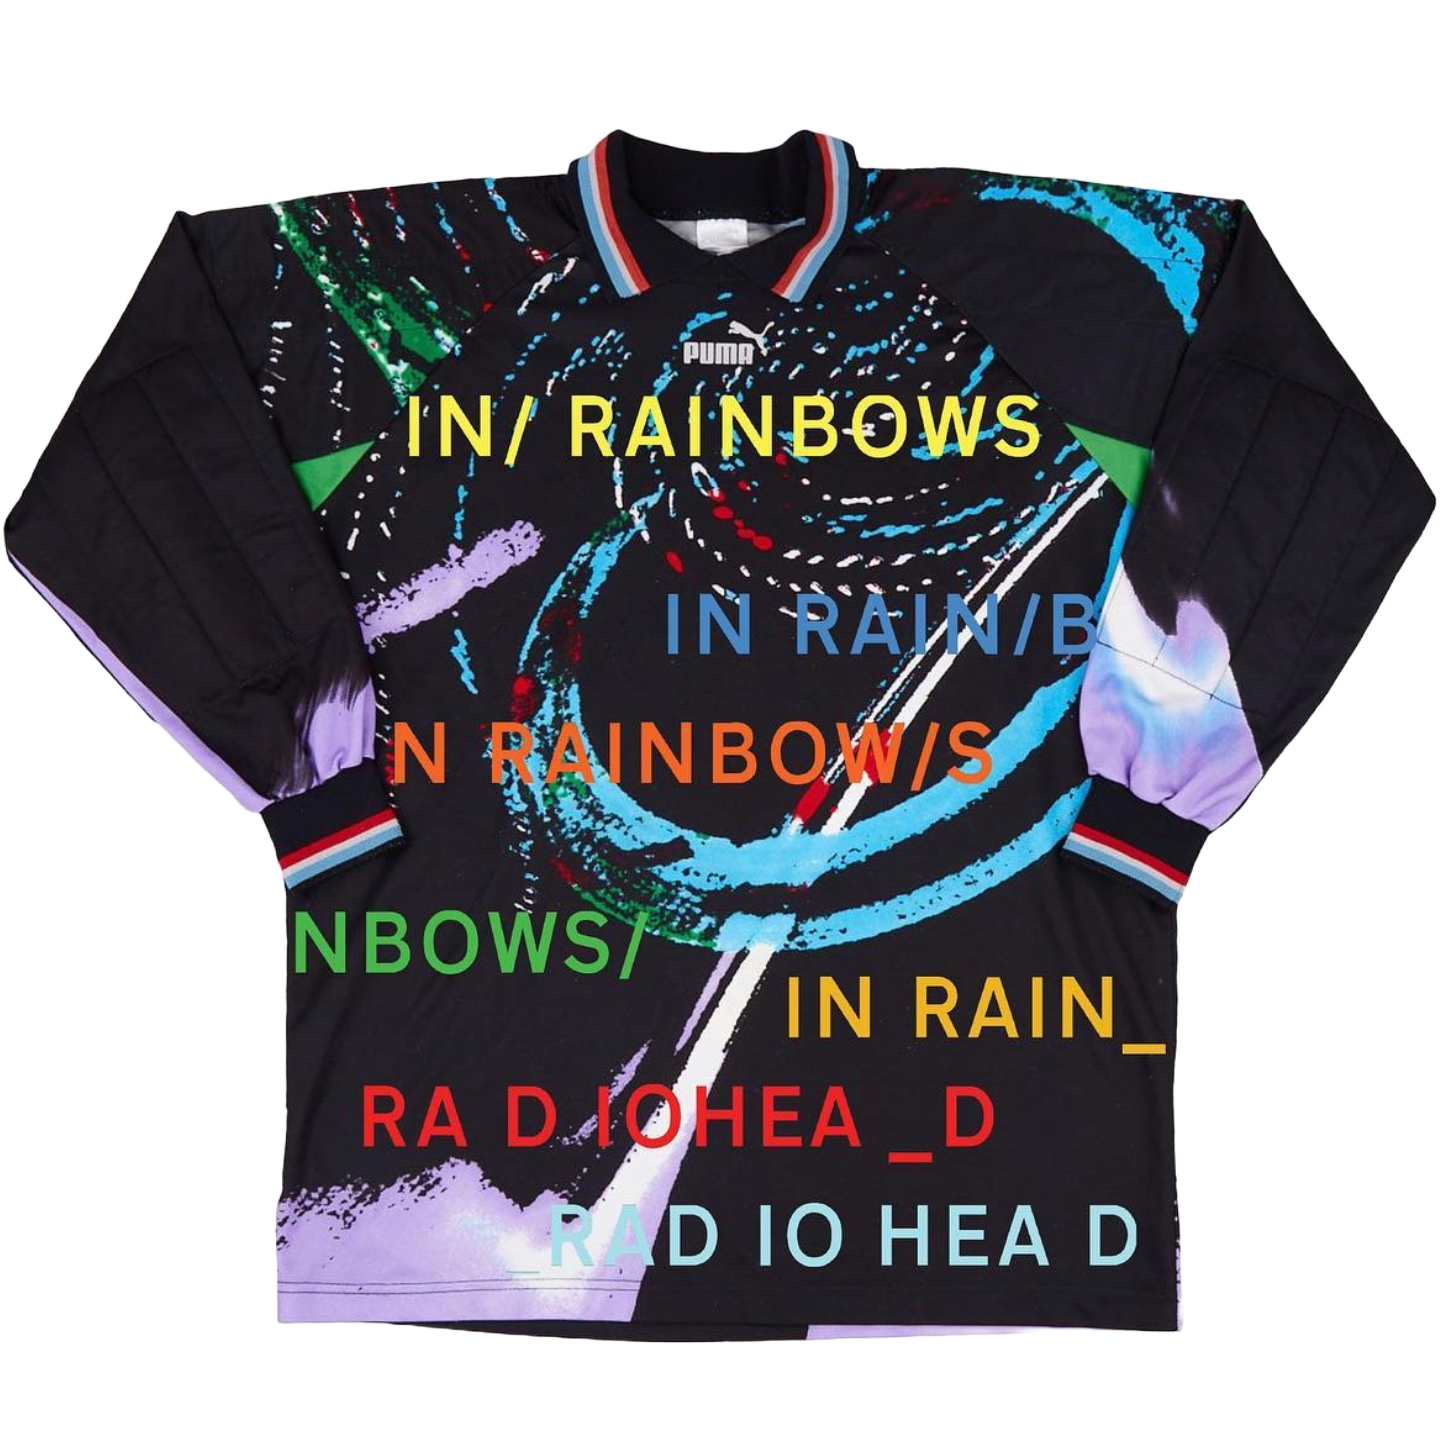 PUMA
IN/ RAINBOWS
IN RAIN/B
N RAINBOW/S
NBOWS/
IN RAIN_
RA D IOHEA _D
_RAD IO HEA D